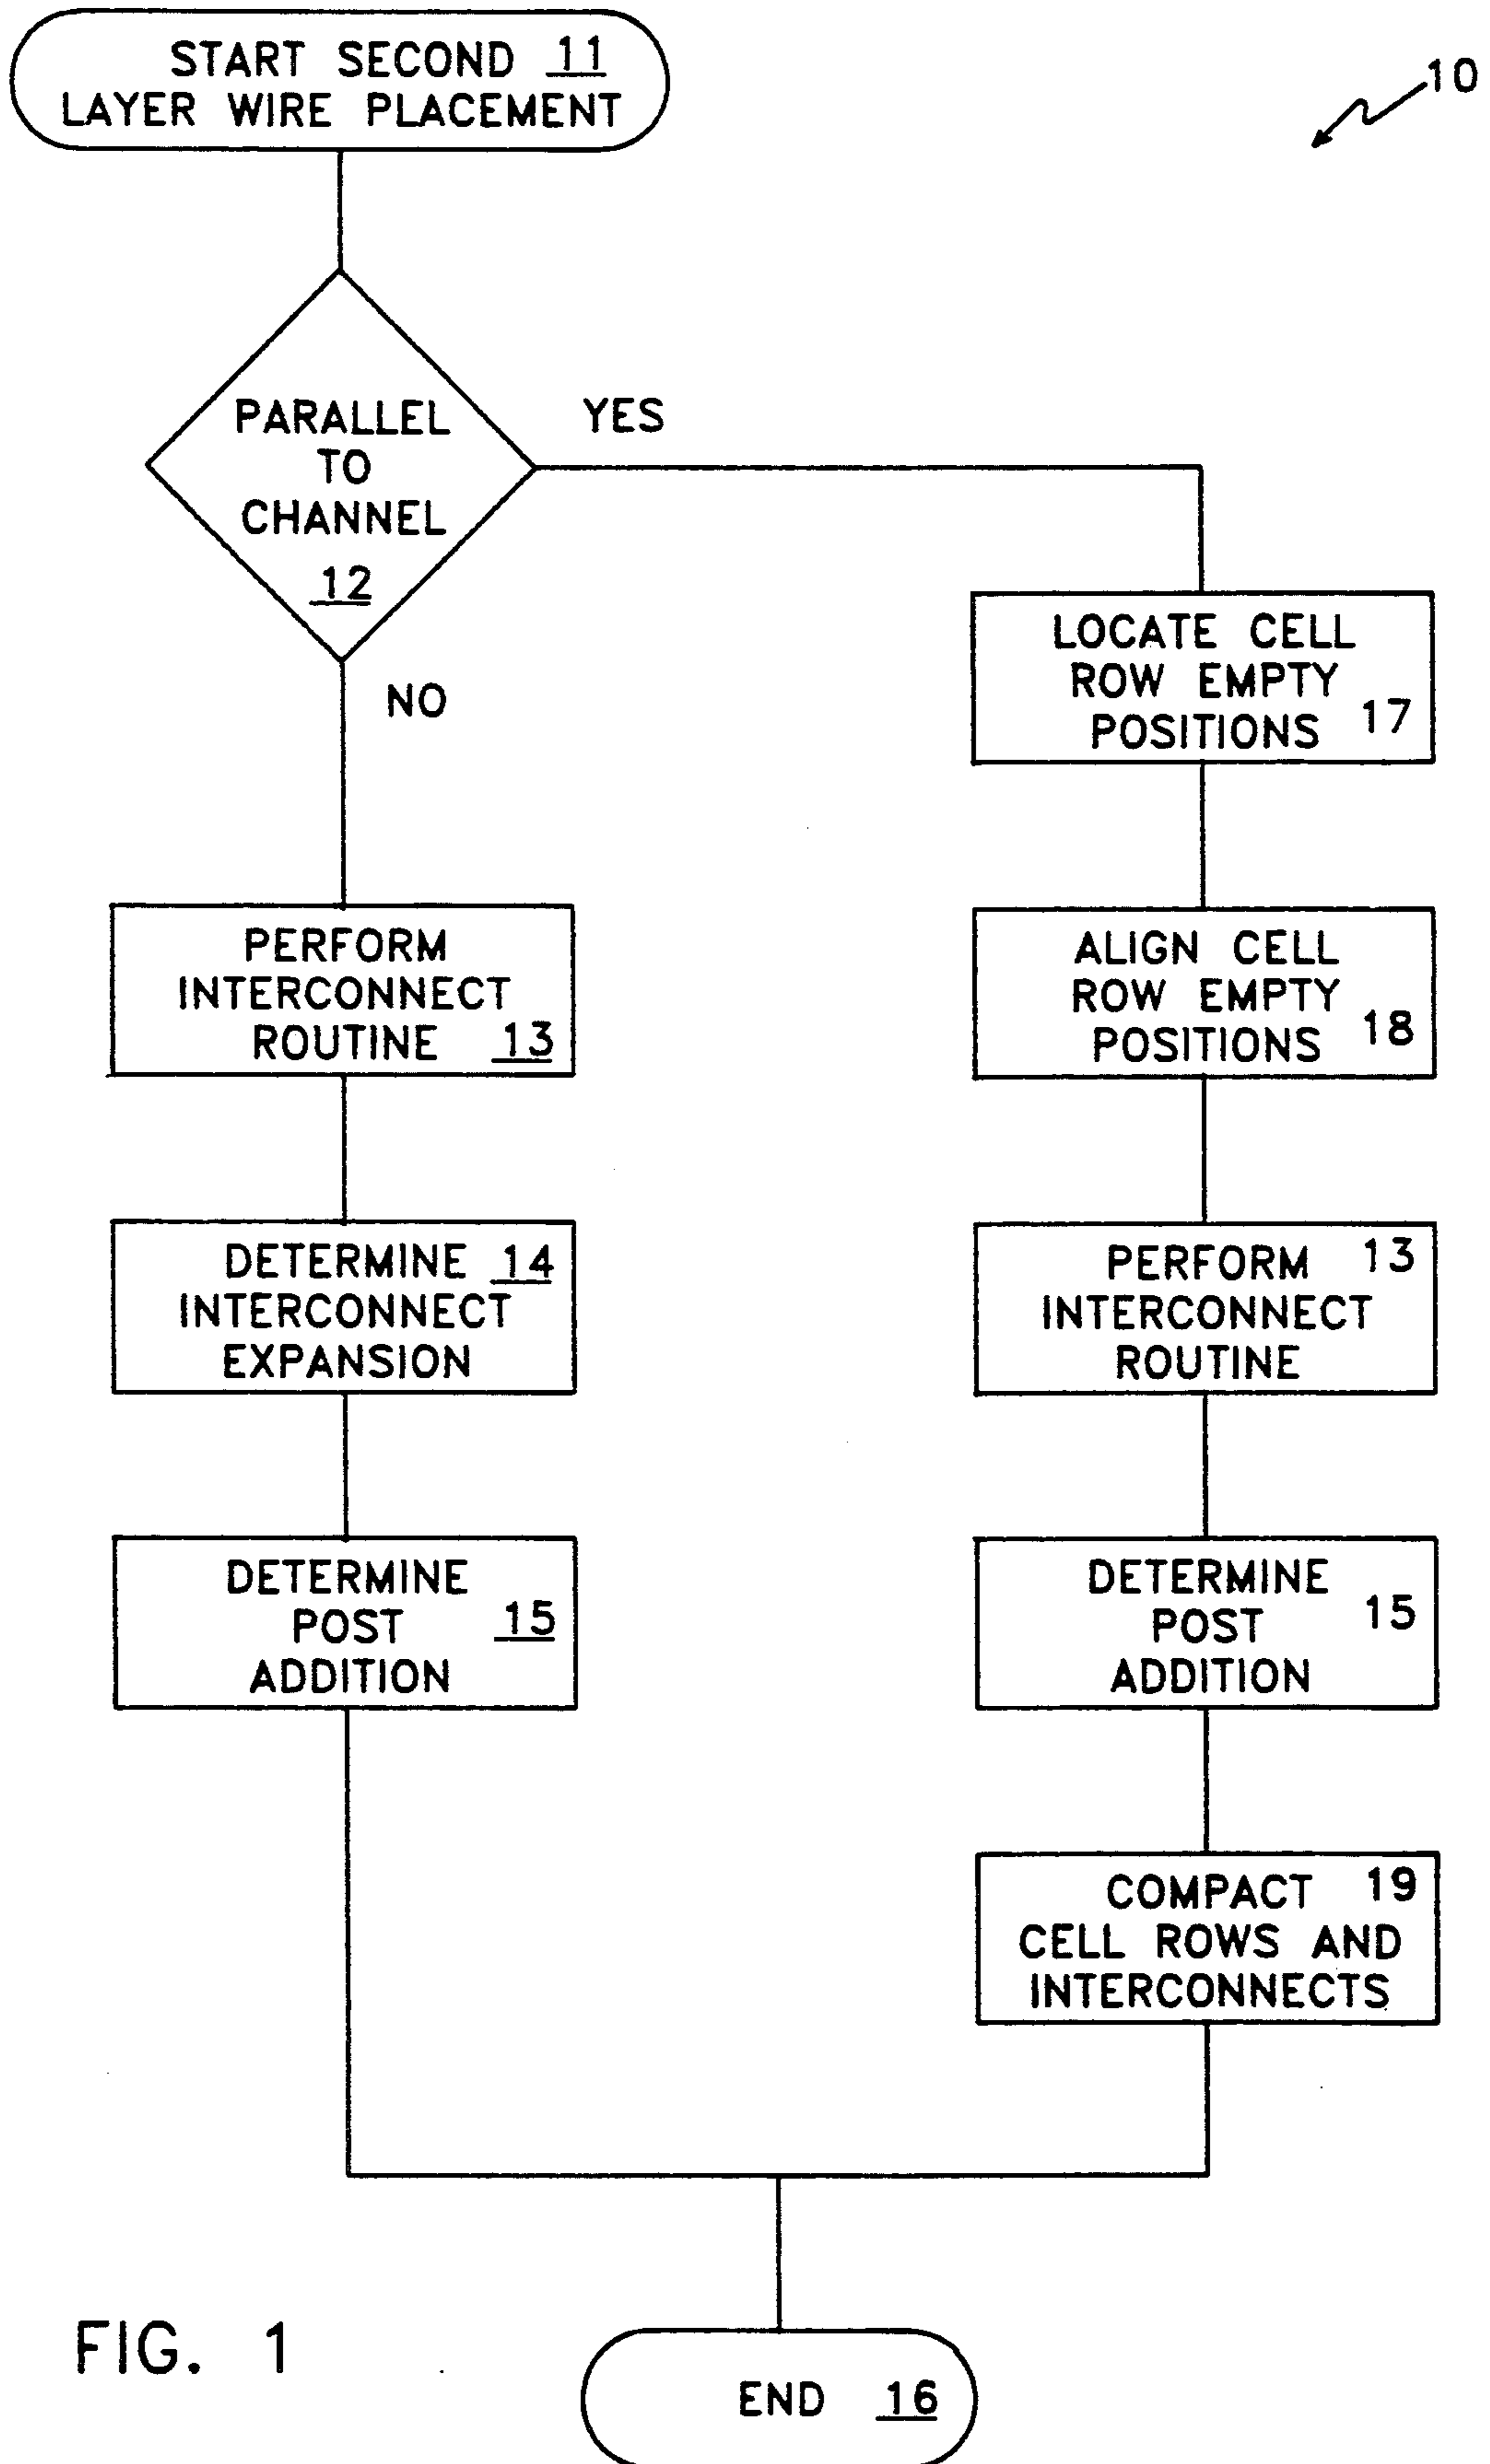 START SECOND 11
LAYER WIRE PLACEMENT
10
PARALLEL
TO
CHANNEL
12
YES
NO
LOCATE CELL
ROW EMPTY
POSITIONS 17
ALIGN CELL
ROW EMPTY
POSITIONS 18
PERFORM
INTERCONNECT
ROUTINE 13
DETERMINE 14
INTERCONNECT
EXPANSION
DETERMINE
POST 15
ADDITION
PERFORM 13
INTERCONNECT
ROUTINE
DETERMINE
POST 15
ADDITION
COMPACT 19
CELL ROWS AND
INTERCONNECTS
END 16
FIG. 1